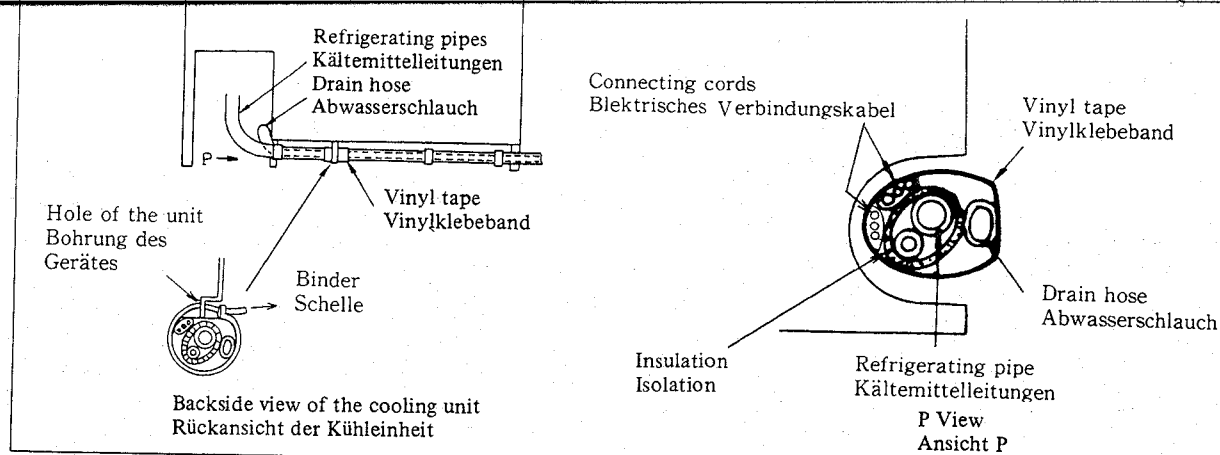 Refrigerating pipes
Kältemittelleitungen
Drain hose
Abwasserschlauch
P
Vinyl tape
Vinylklebeband
Hole of the unit
Bohrung des
Gerätes
Binder
Schelle
Backside view of the cooling unit
Rückansicht der Kühleinheit
Connecting cords
Blektrisches Verbindungskabel
Vinyl tape
Vinylklebeband
Drain hose
Abwasserschlauch
Insulation
Isolation
Refrigerating pipe
Kältemittelleitungen
P View
Ansicht P